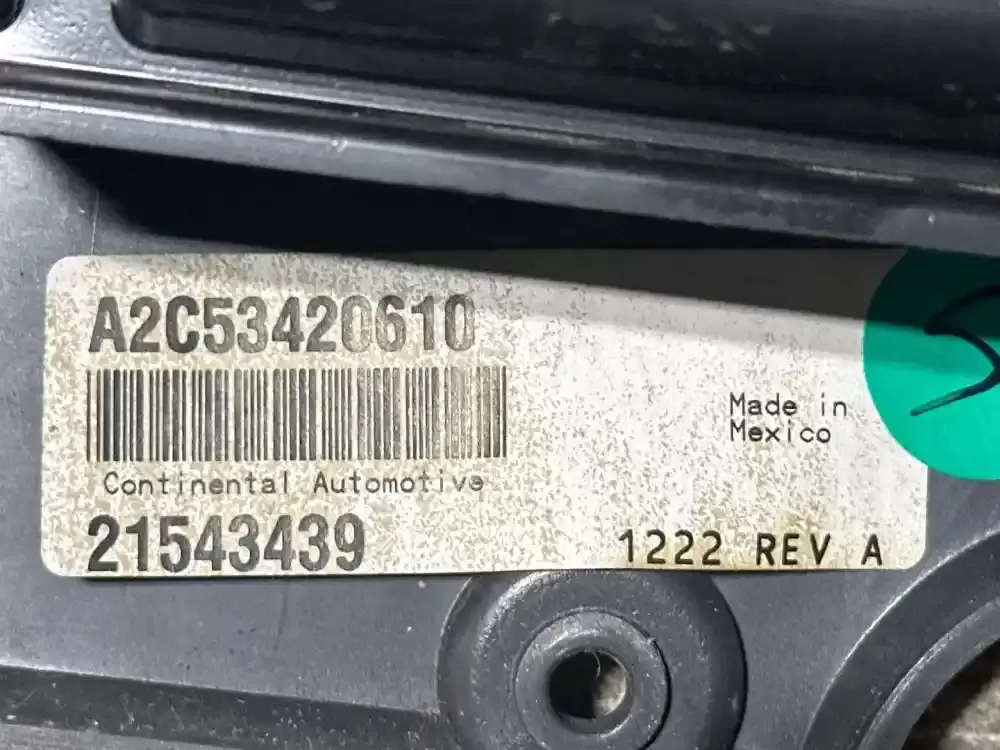 A2C53420610
Made in
Mexico
Continental Automotive
21543439
1222 REV A